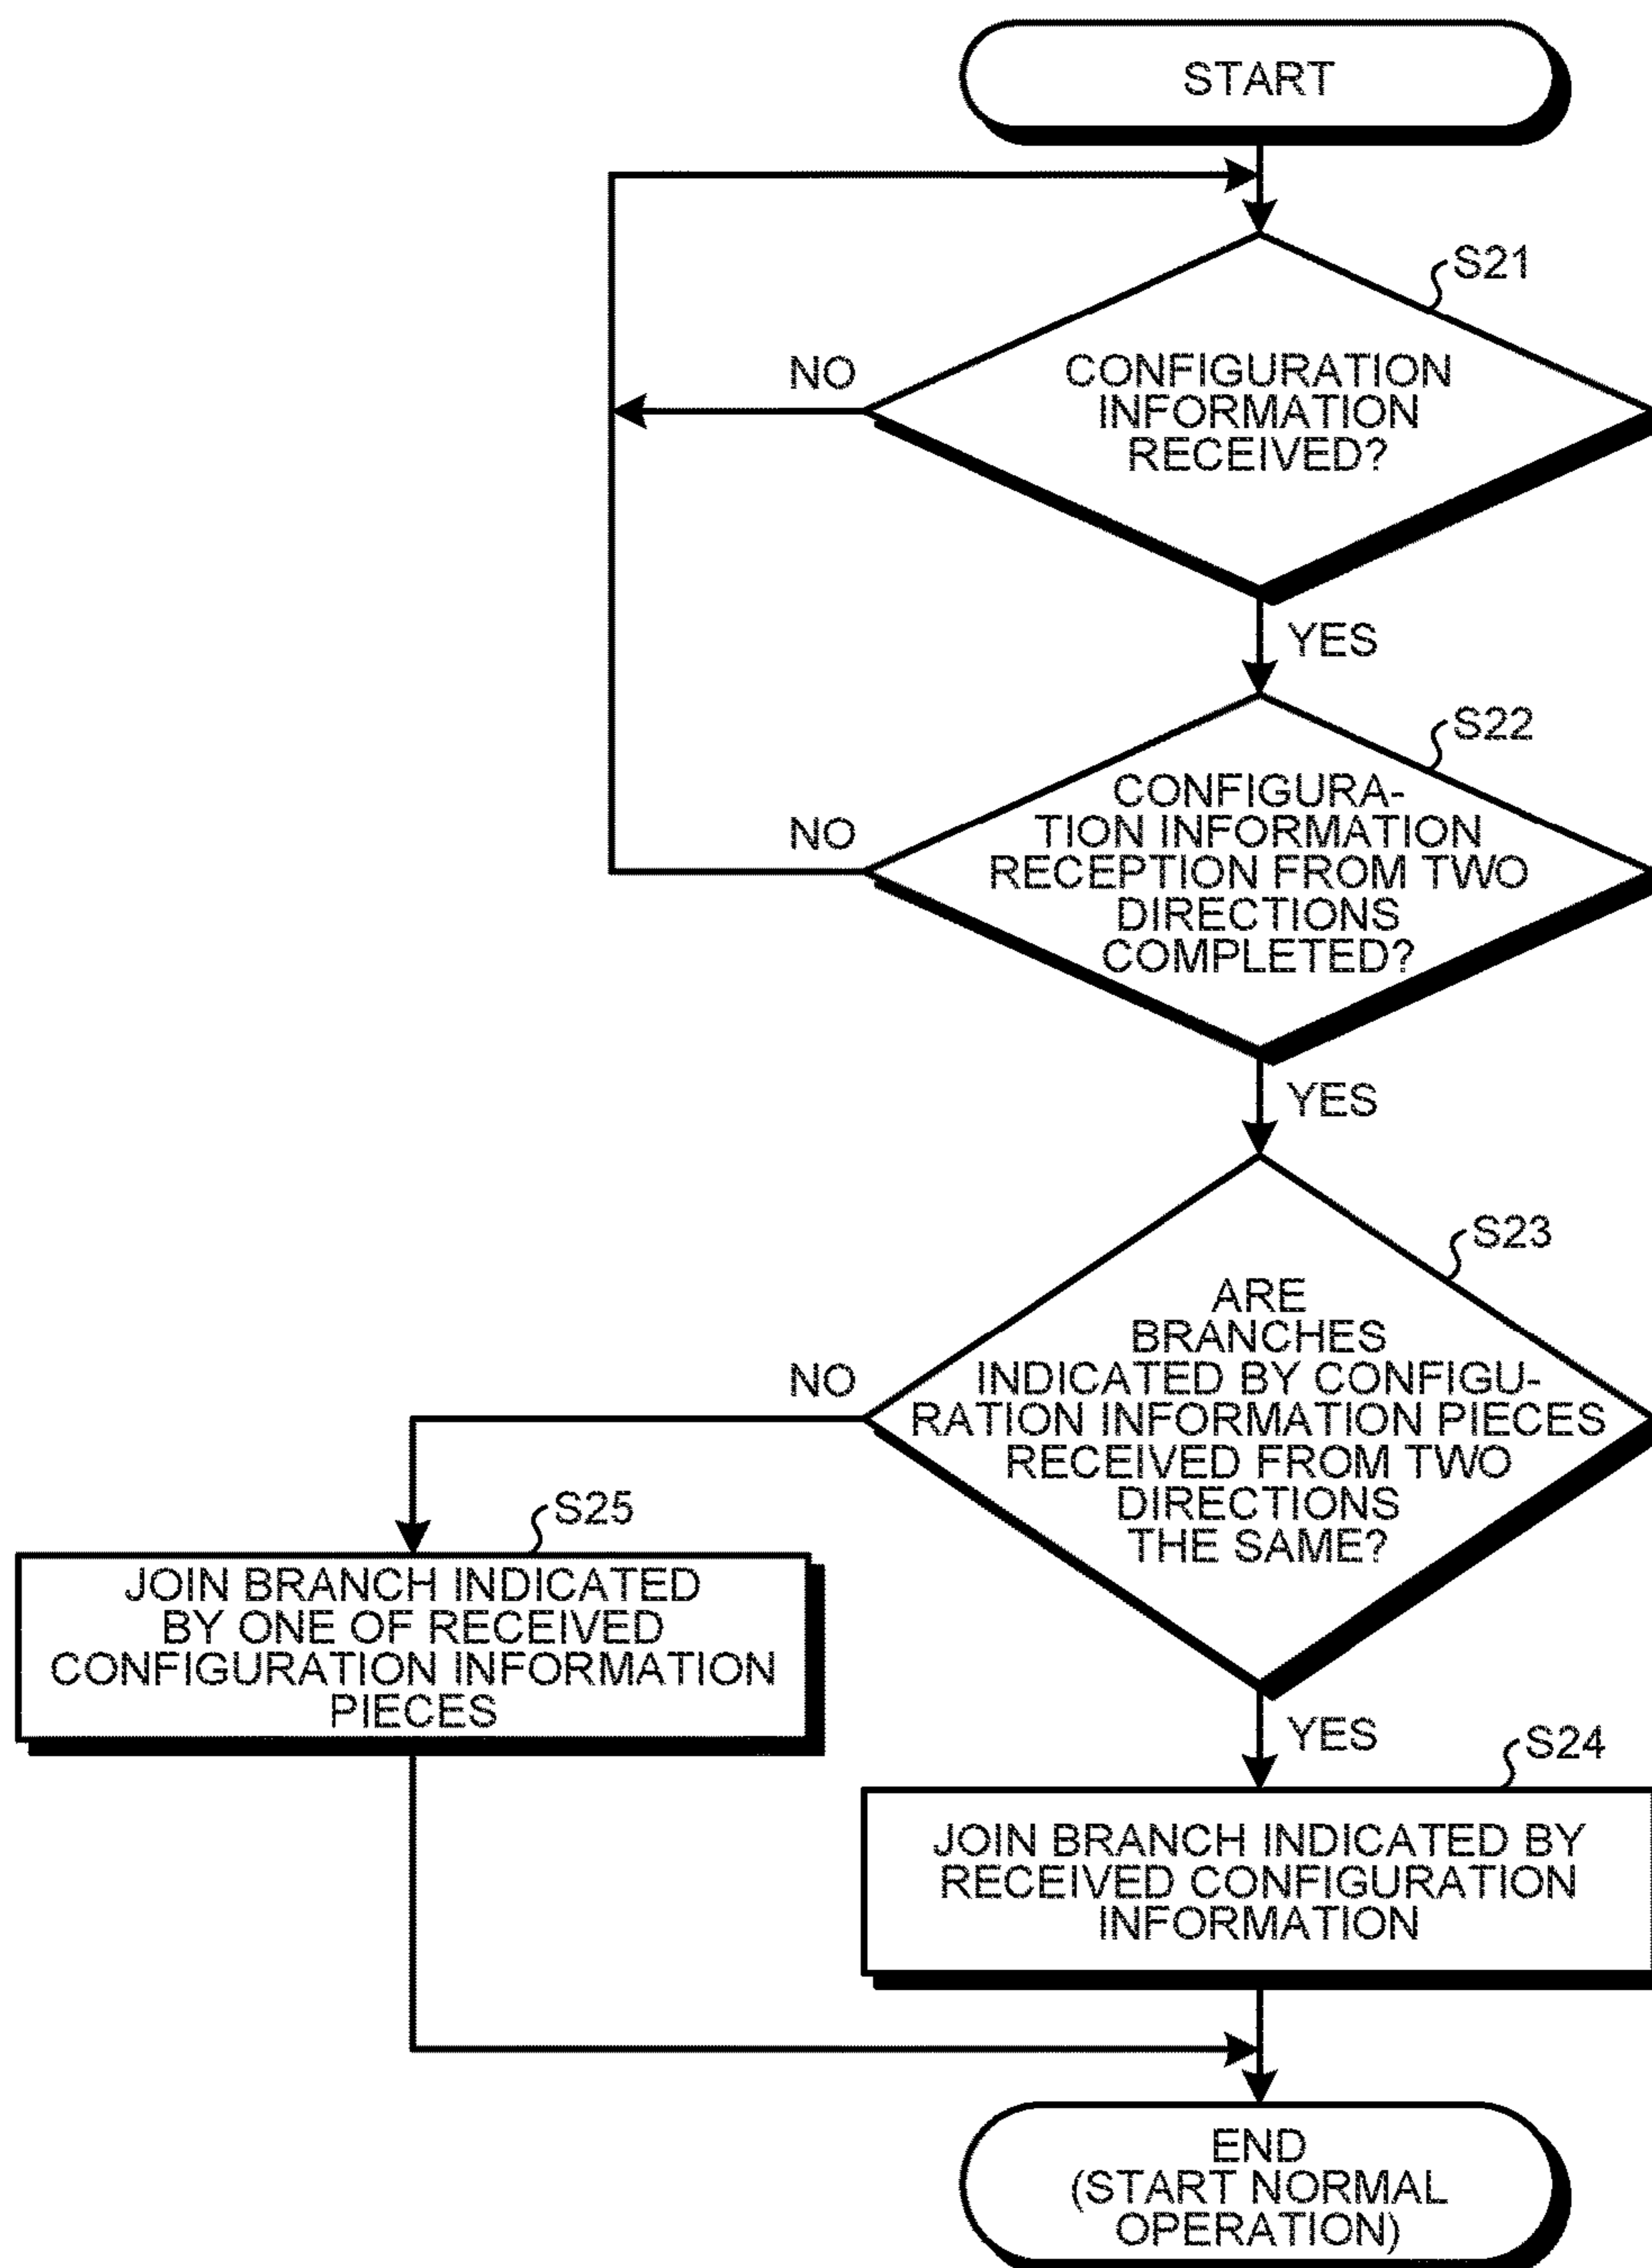 START
S21
NO
CONFIGURATION
INFORMATION
RECEIVED?
YES
S22
NO
CONFIGURA-
TION INFORMATION
RECEPTION FROM TWO
DIRECTIONS
COMPLETED?
YES
S23
NO
ARE
BRANCHES
INDICATED BY CONFIGU-
RATION INFORMATION PIECES
RECEIVED FROM TWO
DIRECTIONS
THE SAME?
S25
JOIN BRANCH INDICATED
BY ONE OF RECEIVED
CONFIGURATION INFORMATION
PIECES
YES
S24
JOIN BRANCH INDICATED BY
RECEIVED CONFIGURATION
INFORMATION
END
(START NORMAL
OPERATION)